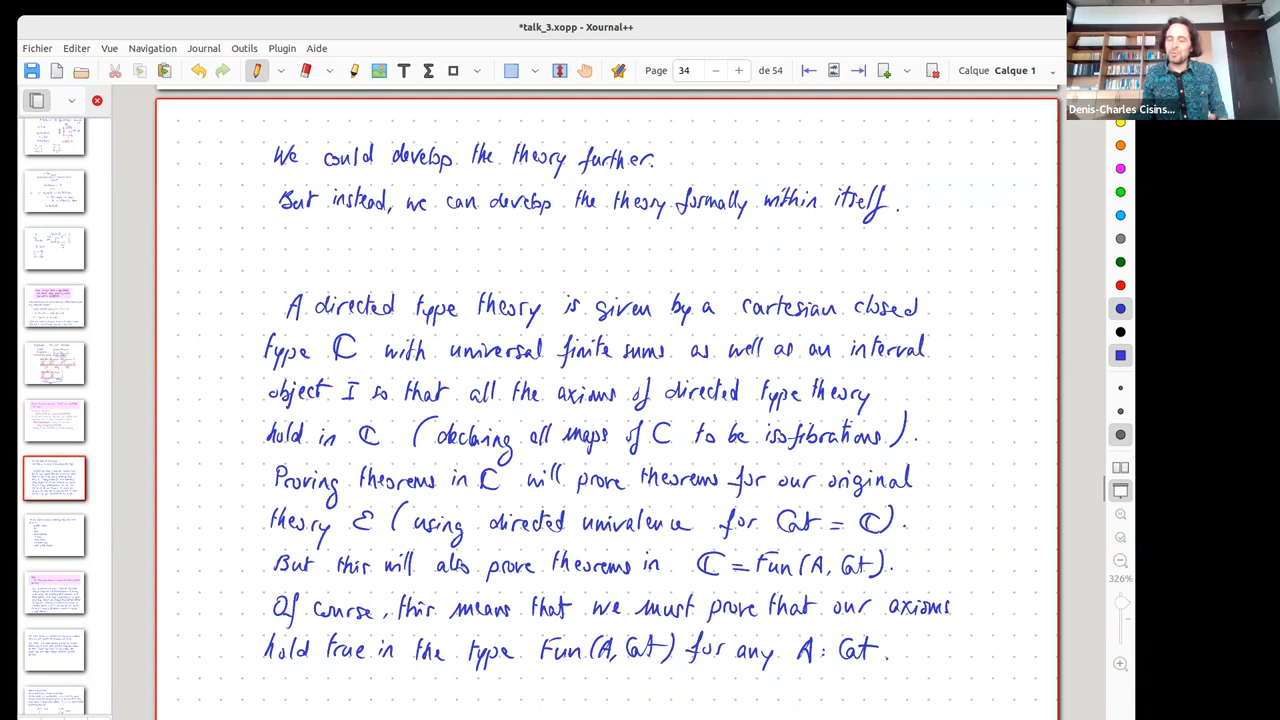 *talk_3.xopp - Xournal++
Fichier Editer Vue Navigation Journal Outils Plugin Aide
Page 34 de 54 Calque Calque 1
Denis-Charles Cisins...
We could develop the theory further.
But instead, we can develop the theory formally within itself.
A directed type theory is given by a cartesian closed
type ℂ with universal finite sums as well as an interval
object I so that all the axioms of directed type theory
hold in ℂ (declaring all maps of C to be isofibrations).
Proving theorems in ℂ will prove theorems for our original
theory ℰ (using directed univalence for Cat = ℂ).
But this will also prove theorems in ℂ = Fun(A, Cat).
Of course, this means that we must prove that our axioms
hold true in the type Fun(A, Cat) for any A : Cat.
326%